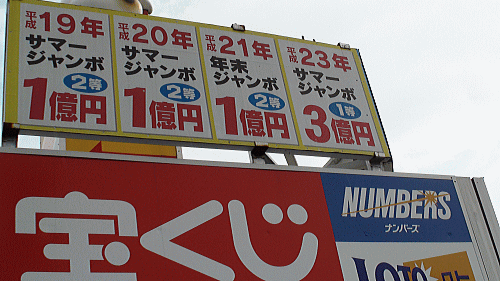 平成19年
サマー
ジャンボ
2等
1億円
平成20年
サマー
ジャンボ
2等
1億円
平成21年
年末
ジャンボ
2等
1億円
平成23年
サマー
ジャンボ
1等
3億円
宝くじ
NUMBERS
ナンバーズ
LOTO ロト